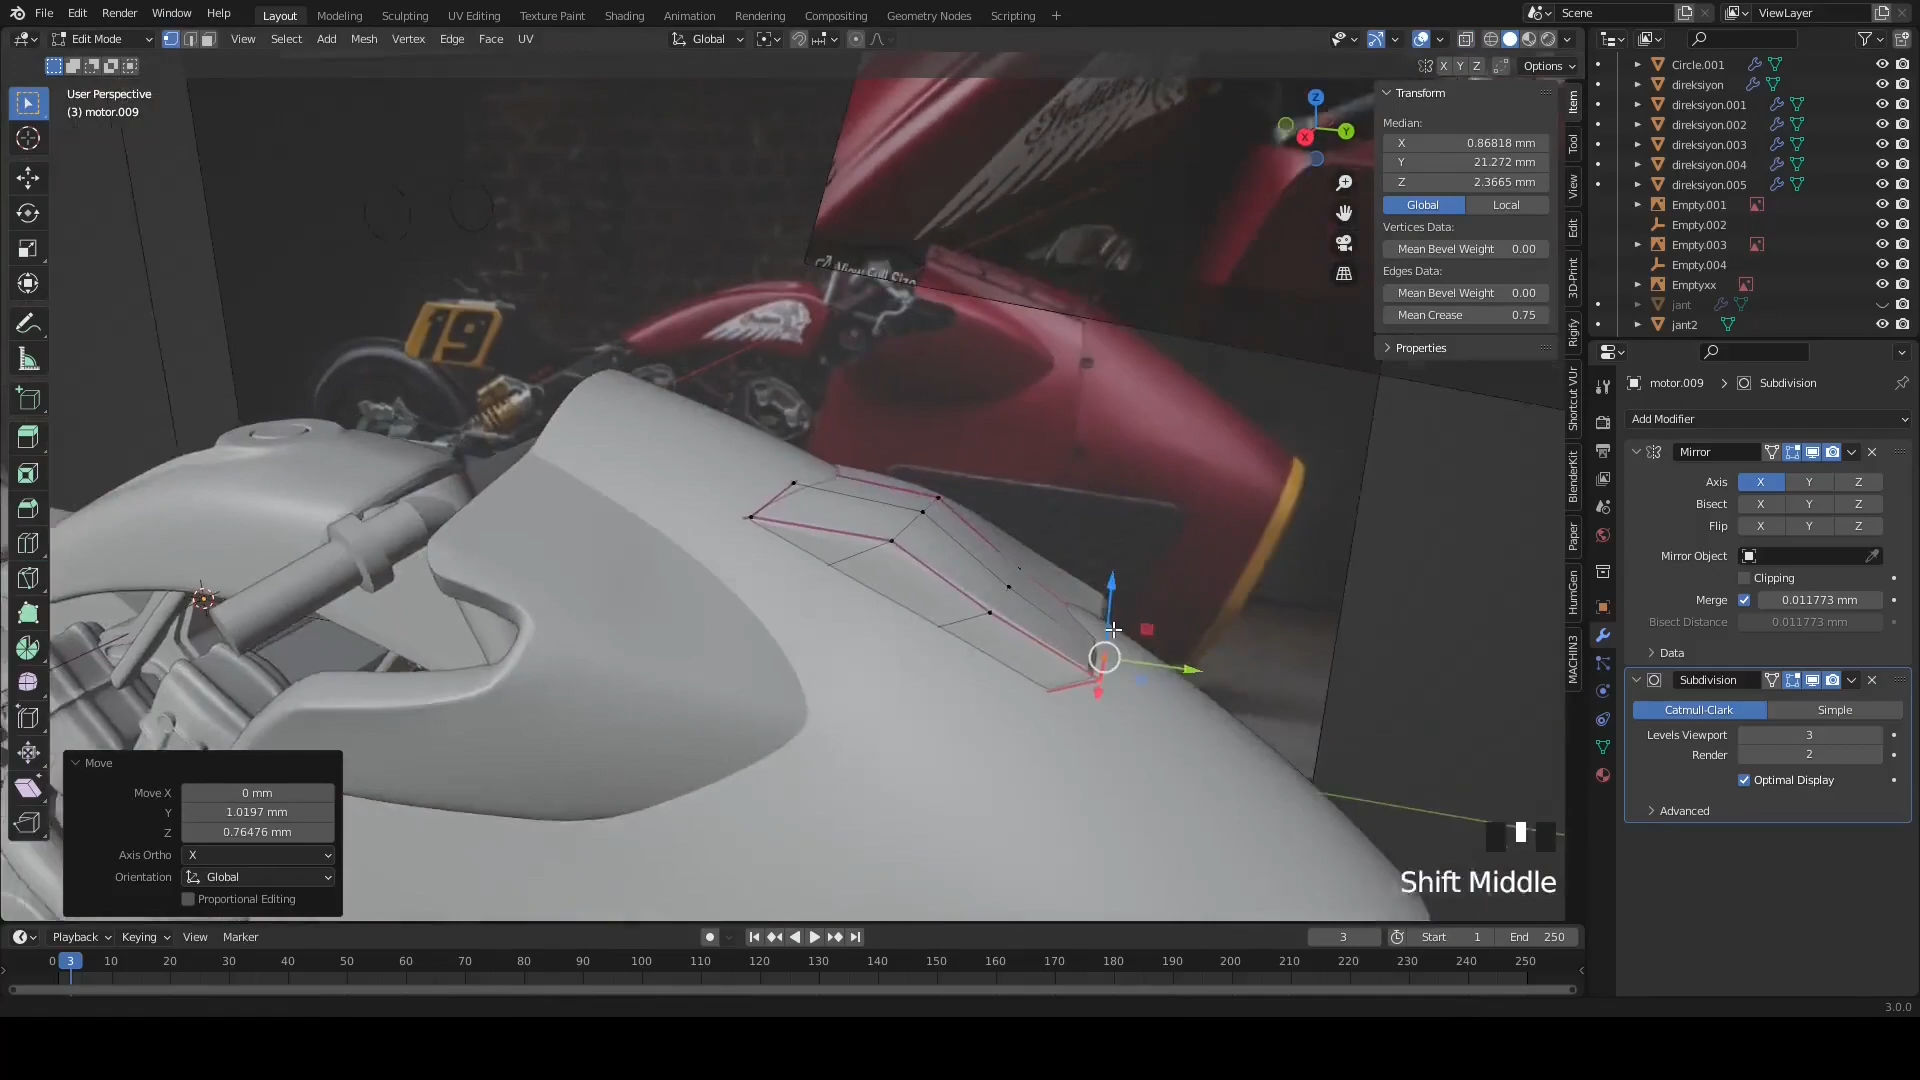 File Edit Render Window Help Layout Modeling Sculpting UV Editing Texture Paint Shading Animation Rendering Compositing Geometry Nodes Scripting + Scene ViewLayer
Edit Mode View Select Add Mesh Vertex Edge Face UV Global
X Y Z Options
User Perspective
(3) motor.009
Z
Y
X
Transform
Median:
X 0.86818 mm
Y 21.272 mm
Z 2.3665 mm
Global Local
Vertices Data:
Mean Bevel Weight 0.00
Edges Data:
Mean Bevel Weight 0.00
Mean Crease 0.75
Properties
Item
Tool
View
Edit
3D-Print
Rigify
Shortcut VUr
BlenderKit
Paper
HumGen
MACHIN3
View Full Size
19
Circle.001
direksiyon
direksiyon.001
direksiyon.002
direksiyon.003
direksiyon.004
direksiyon.005
Empty.001
Empty.002
Empty.003
Empty.004
Emptyxx
jant
jant2
motor.009 Subdivision
Add Modifier
Mirror
Axis X Y Z
Bisect X Y Z
Flip X Y Z
Mirror Object
Clipping
Merge 0.011773 mm
Bisect Distance 0.011773 mm
Data
Subdivision
Catmull-Clark Simple
Levels Viewport 3
Render 2
Optimal Display
Advanced
Move
Move X 0 mm
Y 1.0197 mm
Z 0.76476 mm
Axis Ortho X
Orientation Global
Proportional Editing
Shift Middle
Playback Keying View Marker 3 Start 1 End 250
0 3 10 20 30 40 50 60 70 80 90 100 110 120 130 140 150 160 170 180 190 200 210 220 230 240 250
3.0.0